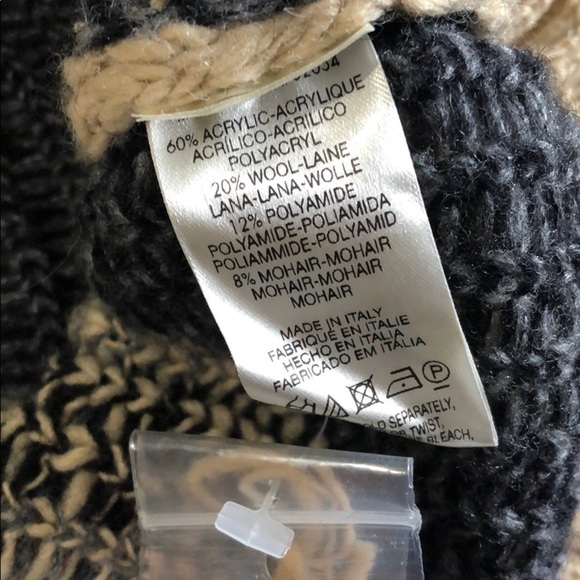 60% ACRYLIC-ACRYLIQUE
ACRÍLICO-ACRILICO
POLYACRYL
20% WOOL-LAINE
LANA-LANA-WOLLE
12% POLYAMIDE
POLYAMIDE-POLIAMIDA
POLIAMMIDE-POLYAMID
8% MOHAIR-MOHAIR
MOHAIR-MOHAIR
MOHAIR
MADE IN ITALY
FABRIQUÉ EN ITALIE
HECHO EN ITALIA
FABRICADO EM ITÁLIA
P
SEPARATELY,
TWIST,
BLEACH.